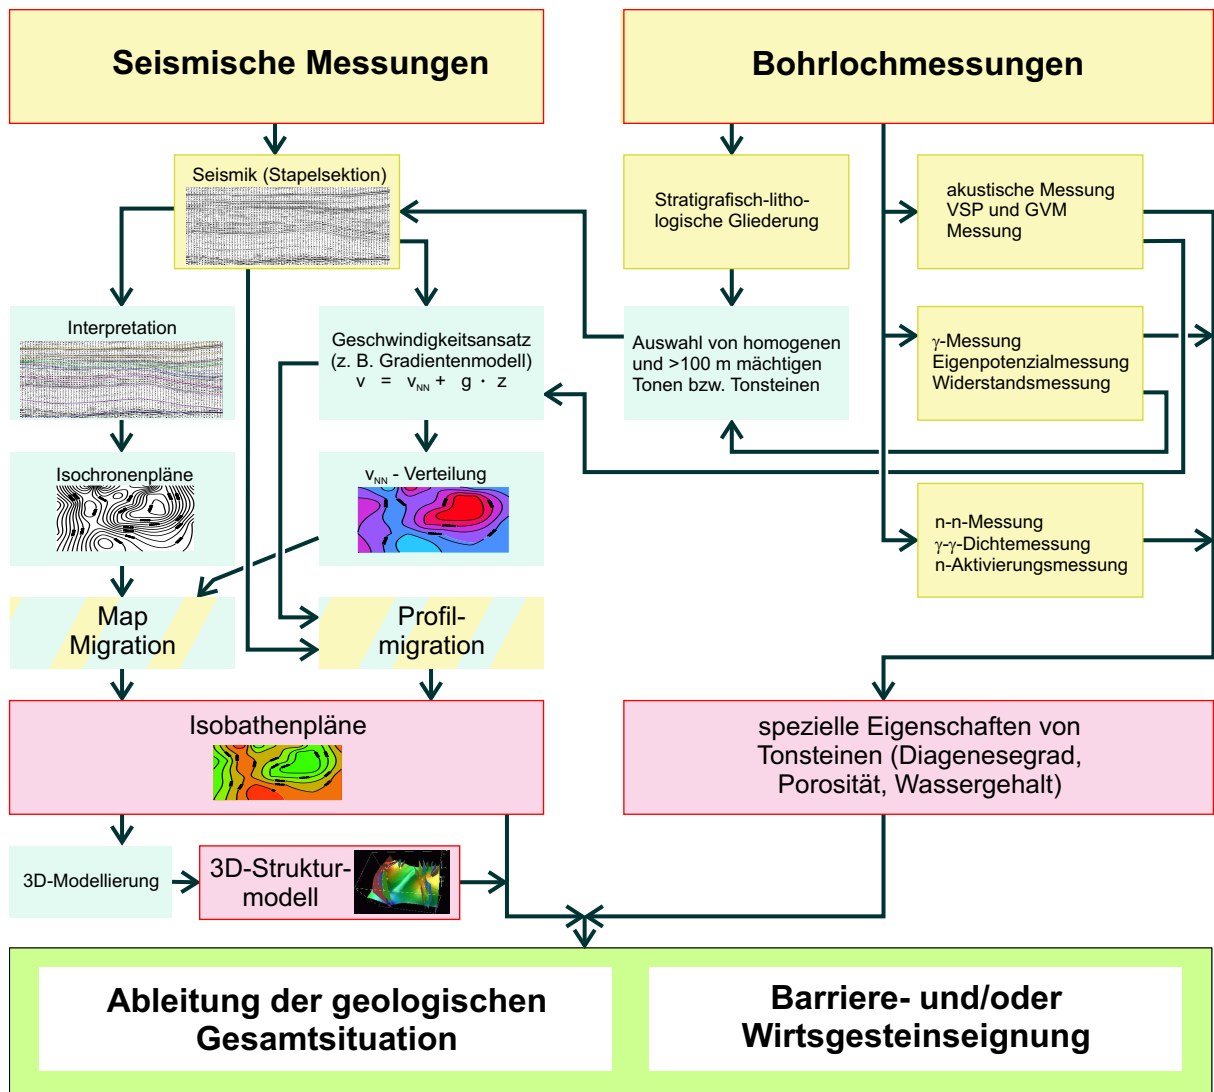 Seismische Messungen
Bohrlochmessungen
Seismik (Stapelsektion)
Stratigrafisch-litho-
logische Gliederung
akustische Messung
VSP und GVM
Messung
Interpretation
Geschwindigkeitsansatz
(z. B. Gradientenmodell)
v = vNN + g · z
Auswahl von homogenen
und >100 m mächtigen
Tonen bzw. Tonsteinen
γ-Messung
Eigenpotenzialmessung
Widerstandsmessung
Isochronenpläne
vNN - Verteilung
n-n-Messung
γ-γ-Dichtemessung
n-Aktivierungsmessung
Map
Migration
Profil-
migration
Isobathenpläne
spezielle Eigenschaften von
Tonsteinen (Diagenesegrad,
Porosität, Wassergehalt)
3D-Modellierung
3D-Struktur-
modell
Ableitung der geologischen
Gesamtsituation
Barriere- und/oder
Wirtsgesteinseignung